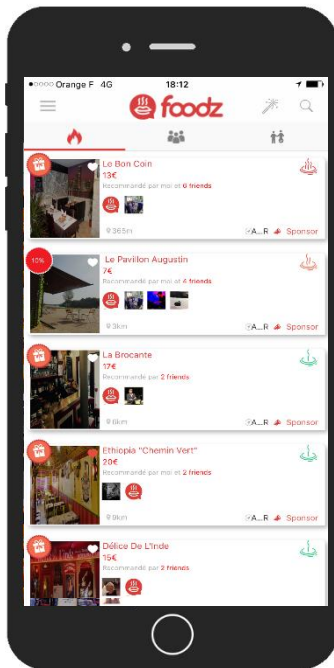 Orange F 4G 18:12
foodz
Le Bon Coin
13€
Recommandé par moi et 6 friends
365m A...R Sponsor
10%
Le Pavillon Augustin
7€
Recommandé par moi et 4 friends
3km A...R Sponsor
La Brocante
17€
Recommandé par 2 friends
6km A...R Sponsor
Ethiopia "Chemin Vert"
20€
Recommandé par moi et 2 friends
9km A...R Sponsor
Délice De L'Inde
15€
Recommandé par 2 friends